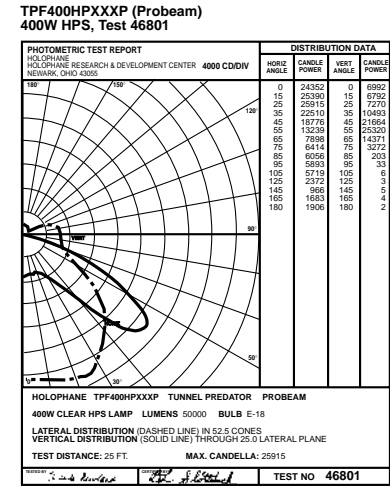 TPF400HPXXXP (Probeam)
400W HPS, Test 46801
PHOTOMETRIC TEST REPORT
HOLOPHANE
HOLOPHANE RESEARCH & DEVELOPMENT CENTER 4000 CD/DIV
NEWARK, OHIO 43055
180° 150°
120°
VERT
90°
50°
0° 30°
DISTRIBUTION DATA
HORIZ ANGLE CANDLE POWER VERT ANGLE CANDLE POWER
0 24352 0 6992
15 25390 15 6792
25 25915 25 7270
35 22510 35 10493
45 18776 45 21664
55 13239 55 25320
65 7898 65 14371
75 6414 75 3272
85 6056 85 203
95 5893 95 33
105 5719 105 6
125 2372 125 3
145 966 145 5
165 1683 165 4
180 1906 180 2
HOLOPHANE TPF400HPXXXP TUNNEL PREDATOR PROBEAM
400W CLEAR HPS LAMP LUMENS 50000 BULB E-18
LATERAL DISTRIBUTION (DASHED LINE) IN 52.5 CONES
VERTICAL DISTRIBUTION (SOLID LINE) THROUGH 25.0 LATERAL PLANE
TEST DISTANCE: 25 FT. MAX. CANDELLA: 25915
TESTED BY
CERTIFIED BY
TEST NO 46801